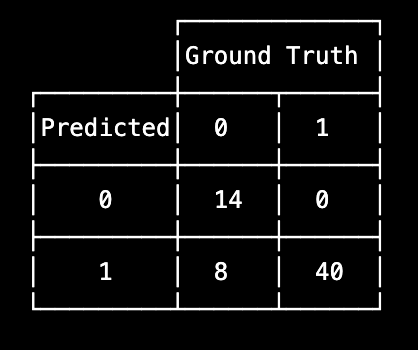 Ground Truth
Predicted 0 1
0 14 0
1 8 40